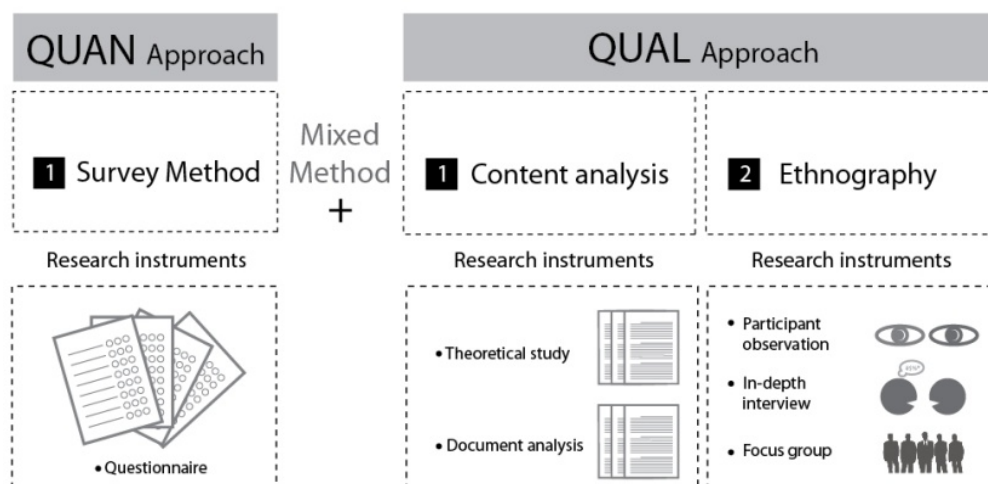 QUAN Approach
QUAL Approach
1 Survey Method
Mixed
Method
+
1 Content analysis
2 Ethnography
Research instruments
Research instruments
Research instruments
• Questionnaire
• Theoretical study
• Document analysis
• Participant
observation
• In-depth
interview
• Focus group